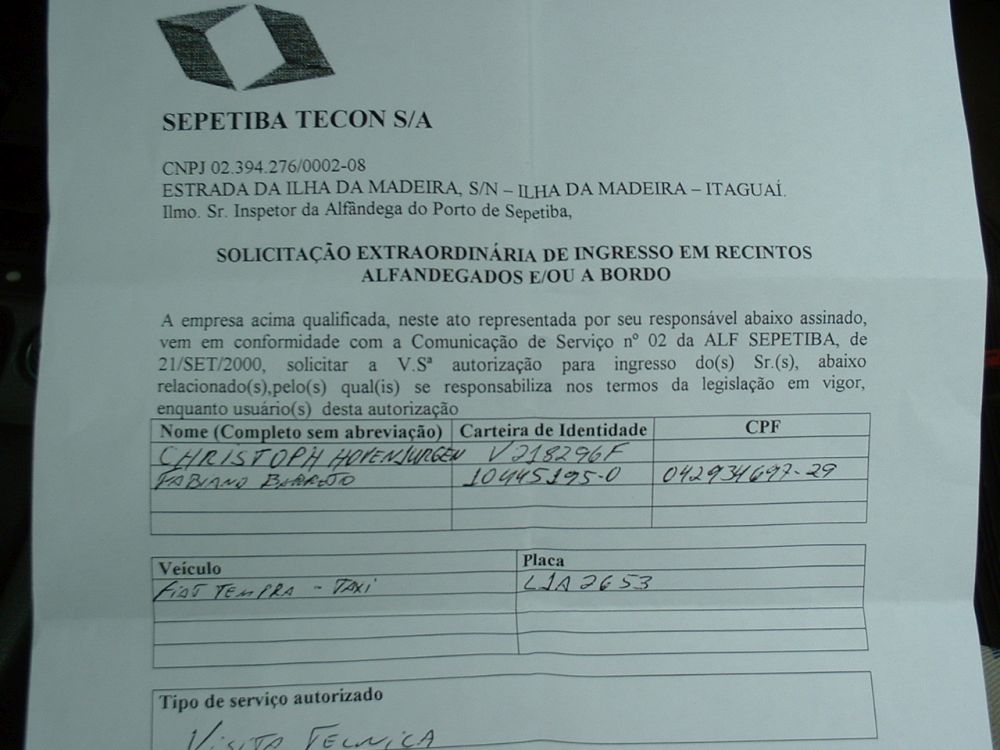 SEPETIBA TECON S/A
CNPJ 02.394.276/0002-08
ESTRADA DA ILHA DA MADEIRA, S/N – ILHA DA MADEIRA – ITAGUAÍ.
Ilmo. Sr. Inspetor da Alfândega do Porto de Sepetiba,
SOLICITAÇÃO EXTRAORDINÁRIA DE INGRESSO EM RECINTOS
ALFANDEGADOS E/OU A BORDO
A empresa acima qualificada, neste ato representada por seu responsável abaixo assinado,
vem em conformidade com a Comunicação de Serviço nº 02 da ALF SEPETIBA, de
21/SET/2000, solicitar a V.Sª autorização para ingresso do(s) Sr.(s), abaixo
relacionado(s),pelo(s) qual(is) se responsabiliza nos termos da legislação em vigor,
enquanto usuário(s) desta autorização
Nome (Completo sem abreviação) Carteira de Identidade CPF
CHRISTOPH HOVENJURGEN V218296F
FABIANO BARRETO 10445195-0 042934697-29
Veículo Placa
FIAT TEMPRA - TAXI LJA2653
Tipo de serviço autorizado
VISITA TECNICA